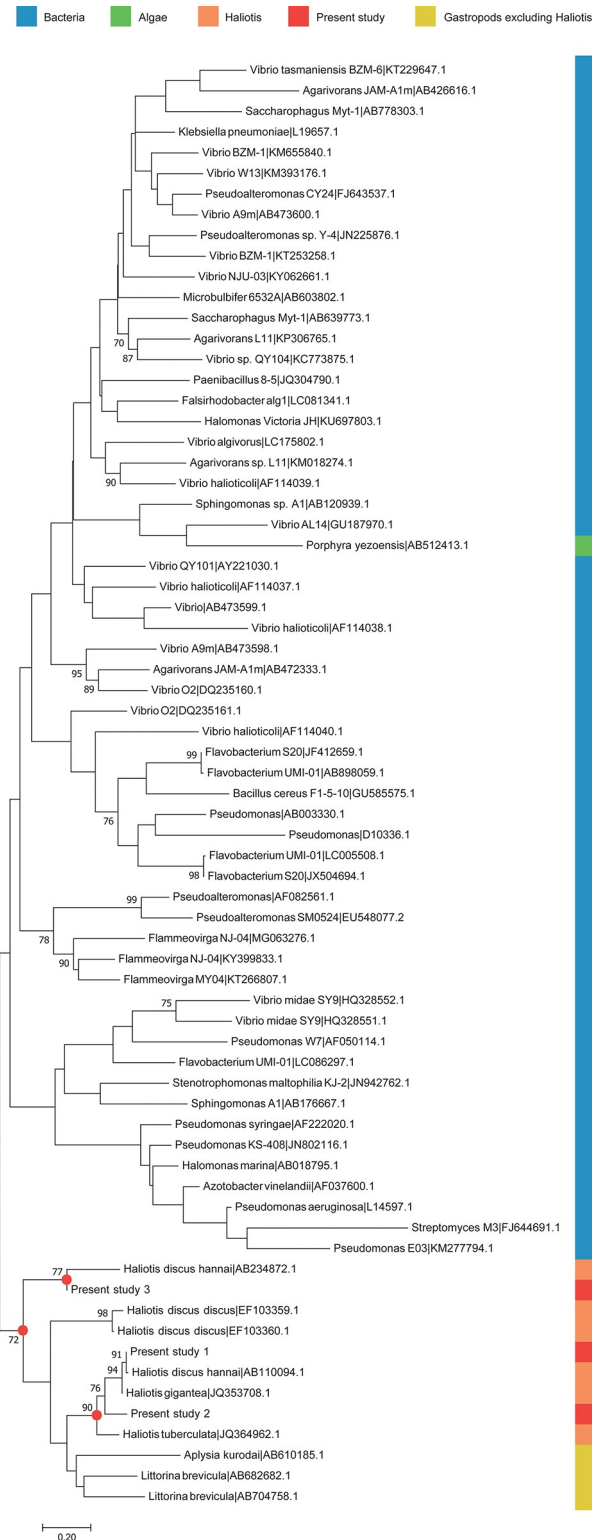 Bacteria Algae Haliotis Present study Gastropods excluding Haliotis
Vibrio tasmaniensis BZM-6|KT229647.1
Agarivorans JAM-A1m|AB426616.1
Saccharophagus Myt-1|AB778303.1
Klebsiella pneumoniae|L19657.1
Vibrio BZM-1|KM655840.1
Vibrio W13|KM393176.1
Pseudoalteromonas CY24|FJ643537.1
Vibrio A9m|AB473600.1
Pseudoalteromonas sp. Y-4|JN225876.1
Vibrio BZM-1|KT253258.1
Vibrio NJU-03|KY062661.1
Microbulbifer 6532A|AB603802.1
Saccharophagus Myt-1|AB639773.1
70
Agarivorans L11|KP306765.1
87
Vibrio sp. QY104|KC773875.1
Paenibacillus 8-5|JQ304790.1
Falsirhodobacter alg1|LC081341.1
Halomonas Victoria JH|KU697803.1
Vibrio algivorus|LC175802.1
Agarivorans sp. L11|KM018274.1
90
Vibrio halioticoli|AF114039.1
Sphingomonas sp. A1|AB120939.1
Vibrio AL14|GU187970.1
Porphyra yezoensis|AB512413.1
Vibrio QY101|AY221030.1
Vibrio halioticoli|AF114037.1
Vibrio|AB473599.1
Vibrio halioticoli|AF114038.1
Vibrio A9m|AB473598.1
95
Agarivorans JAM-A1m|AB472333.1
89
Vibrio O2|DQ235160.1
Vibrio O2|DQ235161.1
Vibrio halioticoli|AF114040.1
99
Flavobacterium S20|JF412659.1
Flavobacterium UMI-01|AB898059.1
Bacillus cereus F1-5-10|GU585575.1
76
Pseudomonas|AB003330.1
Pseudomonas|D10336.1
Flavobacterium UMI-01|LC005508.1
98
Flavobacterium S20|JX504694.1
99
Pseudoalteromonas|AF082561.1
Pseudoalteromonas SM0524|EU548077.2
78
Flammeovirga NJ-04|MG063276.1
90
Flammeovirga NJ-04|KY399833.1
Flammeovirga MY04|KT266807.1
75
Vibrio midae SY9|HQ328552.1
Vibrio midae SY9|HQ328551.1
Pseudomonas W7|AF050114.1
Flavobacterium UMI-01|LC086297.1
Stenotrophomonas maltophilia KJ-2|JN942762.1
Sphingomonas A1|AB176667.1
Pseudomonas syringae|AF222020.1
Pseudomonas KS-408|JN802116.1
Halomonas marina|AB018795.1
Azotobacter vinelandii|AF037600.1
Pseudomonas aeruginosa|L14597.1
Streptomyces M3|FJ644691.1
Pseudomonas E03|KM277794.1
77
Haliotis discus hannai|AB234872.1
Present study 3
98
Haliotis discus discus|EF103359.1
72
Haliotis discus discus|EF103360.1
91
Present study 1
94
Haliotis discus hannai|AB110094.1
76
Haliotis gigantea|JQ353708.1
90
Present study 2
Haliotis tuberculata|JQ364962.1
Aplysia kurodai|AB610185.1
Littorina brevicula|AB682682.1
Littorina brevicula|AB704758.1
0.20